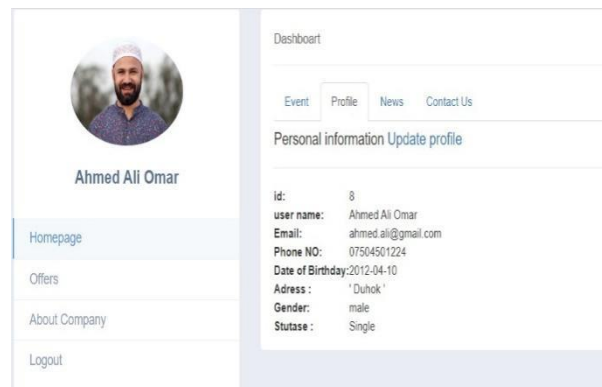 Ahmed Ali Omar
Homepage
Offers
About Company
Logout
Dashboart
Event Profile News Contact Us
Personal information Update profile
id: 8
user name: Ahmed Ali Omar
Email: ahmed.ali@gmail.com
Phone NO: 07504501224
Date of Birthday:2012-04-10
Adress : ' Duhok '
Gender: male
Stutase : Single